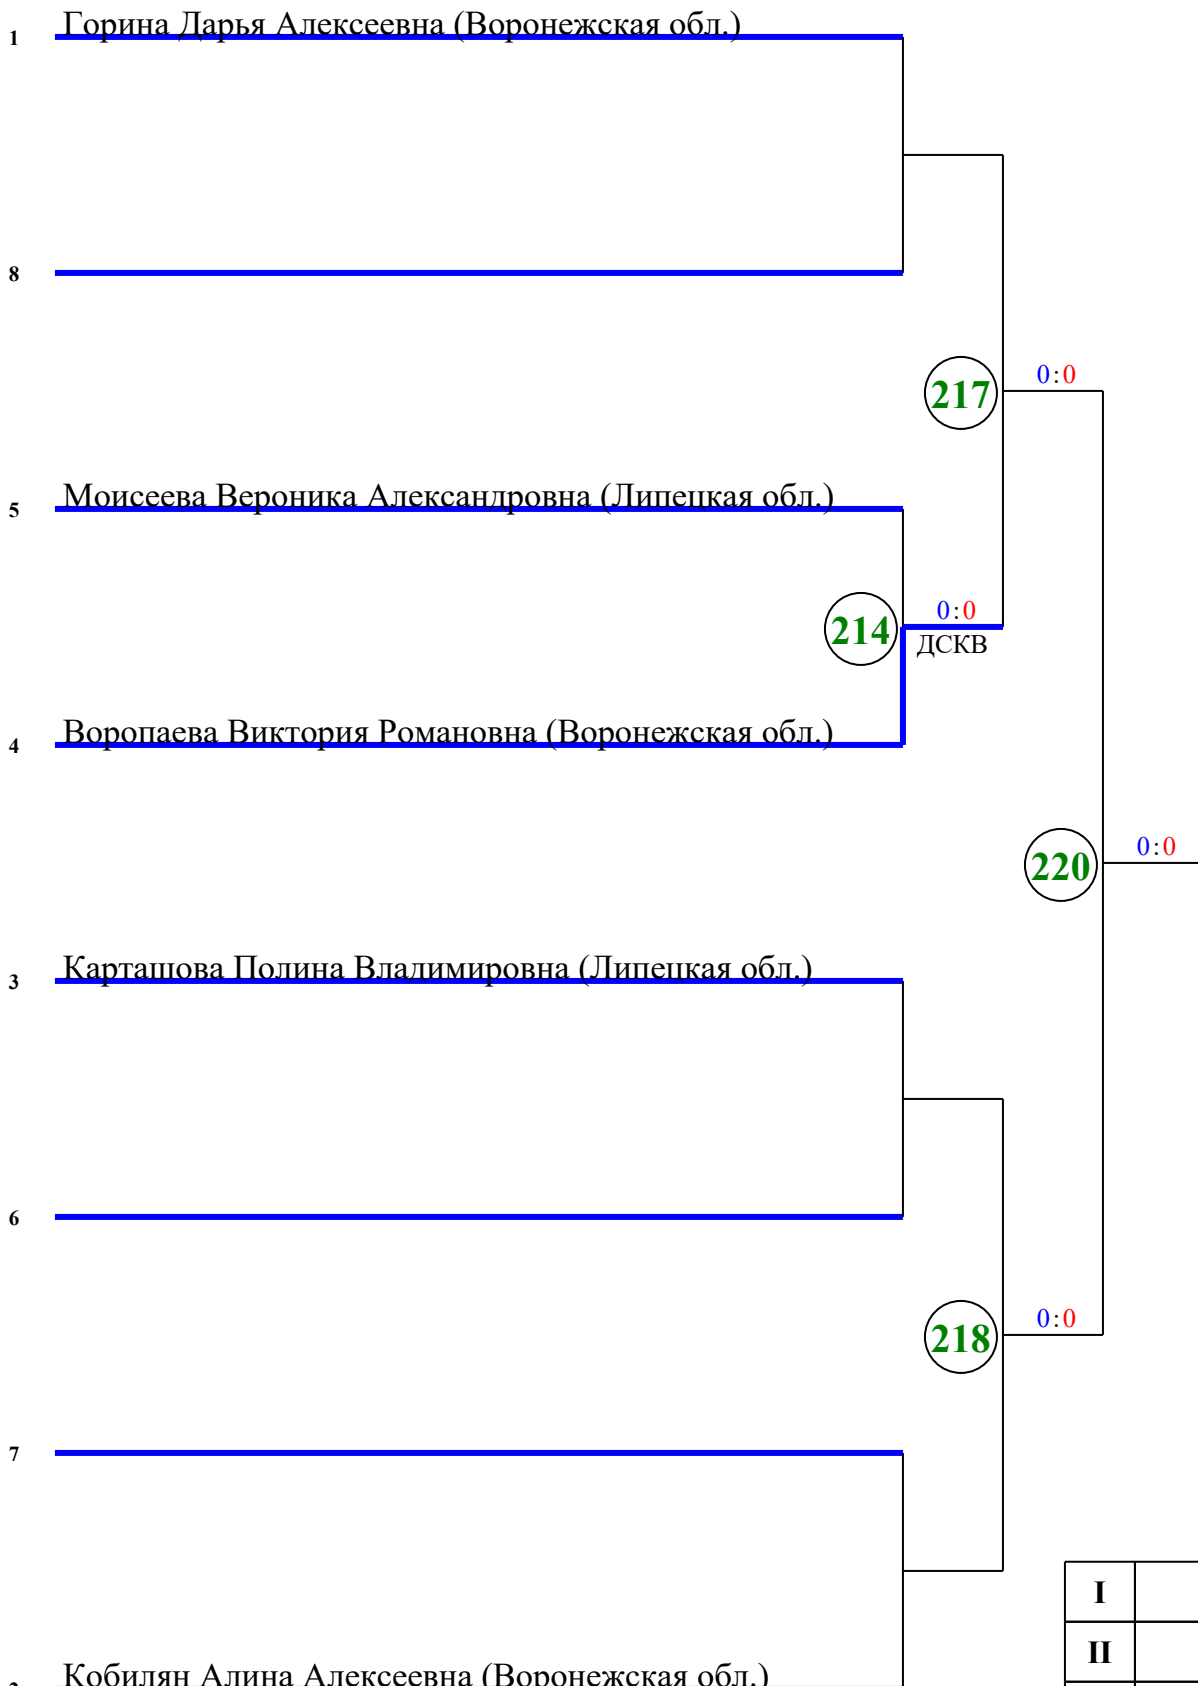 Горина Дарья Алексеевна (Воронежская обл.)
1
8
0:0
217
Моисеева Вероника Александровна (Липецкая обл.)
5
0:0
214
ДСКВ
Воропаева Виктория Романовна (Воронежская обл.)
4
0:0
220
Карташова Полина Владимировна (Липецкая обл.)
3
6
0:0
218
7
I
II
Кобилян Алина Алексеевна (Воронежская обл.)